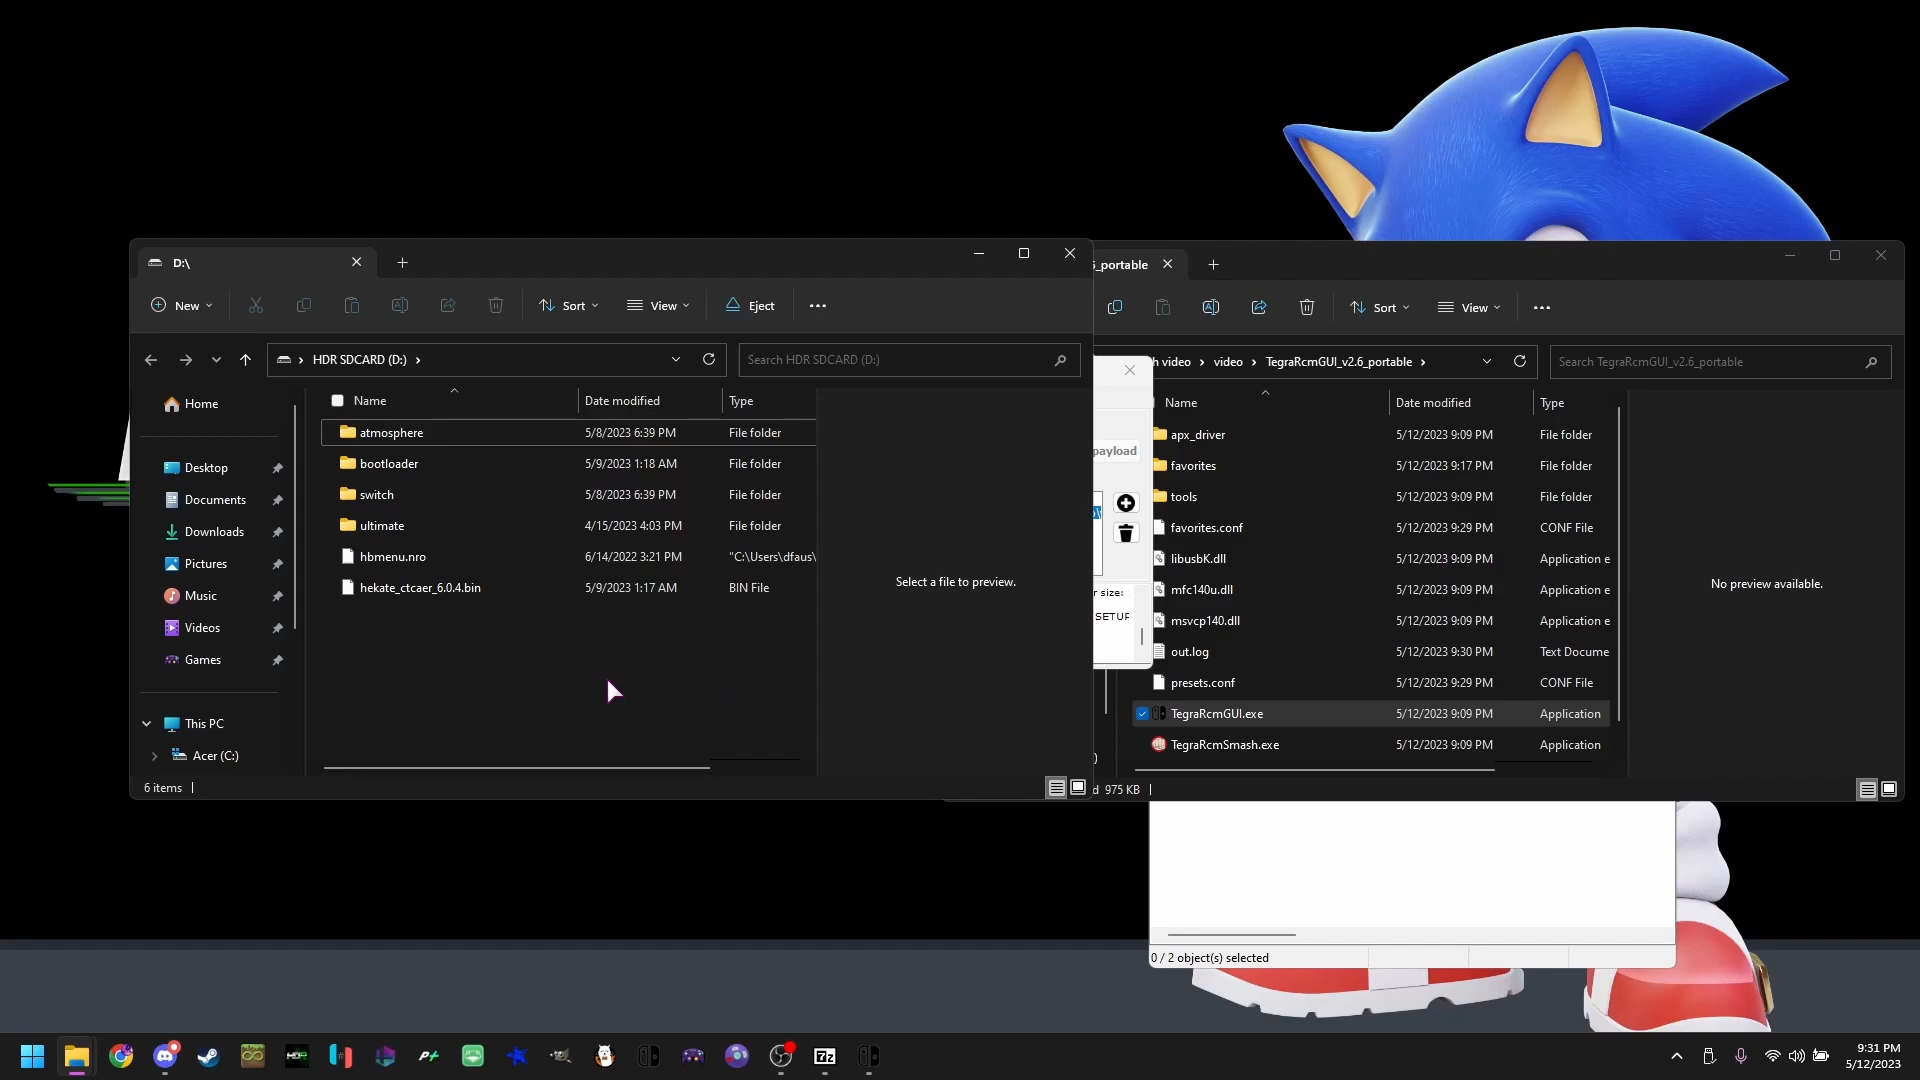 D:\
New
Sort
View
Eject
HDR SDCARD (D:)
Search HDR SDCARD (D:)
Home
Desktop
Documents
Downloads
Pictures
Music
Videos
Games
This PC
Acer (C:)
Name Date modified Type
atmosphere 5/8/2023 6:39 PM File folder
bootloader 5/9/2023 1:18 AM File folder
switch 5/8/2023 6:39 PM File folder
ultimate 4/15/2023 4:03 PM File folder
hbmenu.nro 6/14/2022 3:21 PM "C:\Users\dfaus\
hekate_ctcaer_6.0.4.bin 5/9/2023 1:17 AM BIN File
Select a file to preview.
6 items
payload
r size:
SETUP
_portable
Sort
View
h video
video
TegraRcmGUI_v2.6_portable
Search TegraRcmGUI_v2.6_portable
Name Date modified Type
apx_driver 5/12/2023 9:09 PM File folder
favorites 5/12/2023 9:17 PM File folder
tools 5/12/2023 9:09 PM File folder
favorites.conf 5/12/2023 9:29 PM CONF File
libusbK.dll 5/12/2023 9:09 PM Application e
mfc140u.dll 5/12/2023 9:09 PM Application e
msvcp140.dll 5/12/2023 9:09 PM Application e
out.log 5/12/2023 9:30 PM Text Docume
presets.conf 5/12/2023 9:29 PM CONF File
TegraRcmGUI.exe 5/12/2023 9:09 PM Application
TegraRcmSmash.exe 5/12/2023 9:09 PM Application
No preview available.
d 975 KB
0 / 2 object(s) selected
7z
9:31 PM
5/12/2023